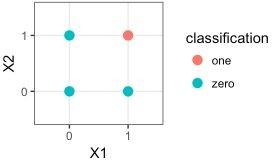 X2
1
0
0 1
X1
classification
one
zero